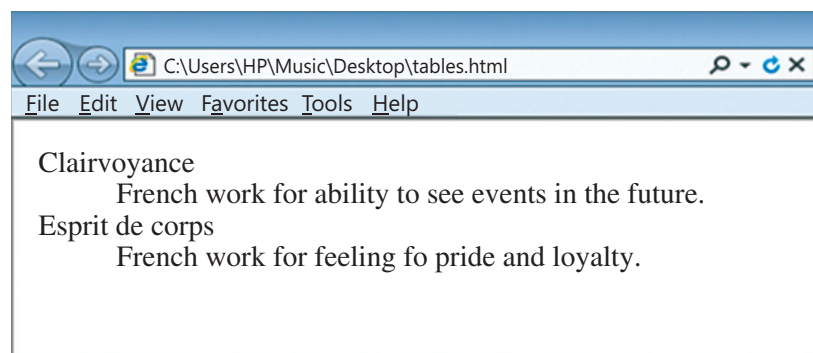 C:\Users\HP\Music\Desktop\tables.html
File Edit View Favorites Tools Help
Clairvoyance
French work for ability to see events in the future.
Esprit de corps
French work for feeling fo pride and loyalty.